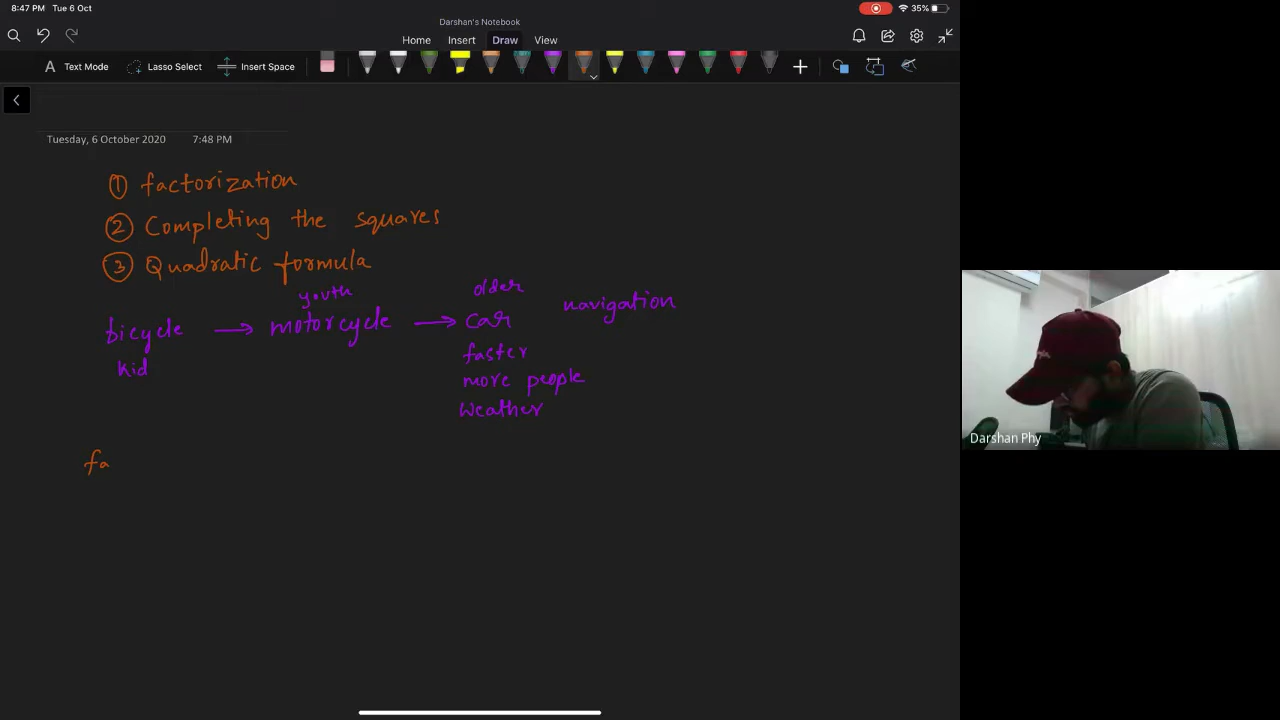 8:47 PM Tue 6 Oct
35%
Darshan's Notebook
Home Insert Draw View
Text Mode Lasso Select Insert Space
Tuesday, 6 October 2020 7:48 PM
① factorization
② Completing the squares
③ Quadratic formula
youth older
bicycle → motorcycle → car navigation
kid faster
more people
weather
fa
Darshan Phy